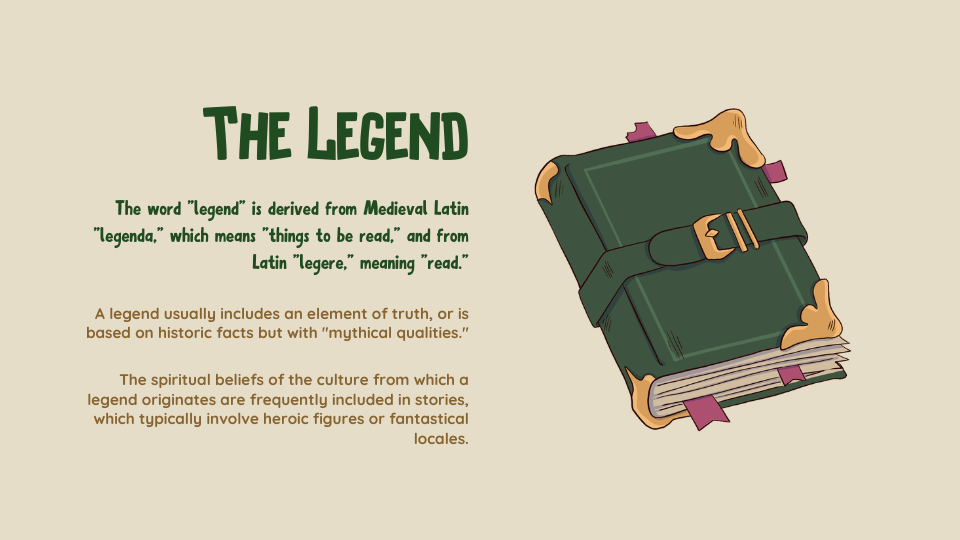 The Legend
The word "legend" is derived from Medieval Latin
"legenda," which means "things to be read," and from
Latin "legere," meaning "read."
A legend usually includes an element of truth, or is
based on historic facts but with "mythical qualities."
The spiritual beliefs of the culture from which a
legend originates are frequently included in stories,
which typically involve heroic figures or fantastical
locales.